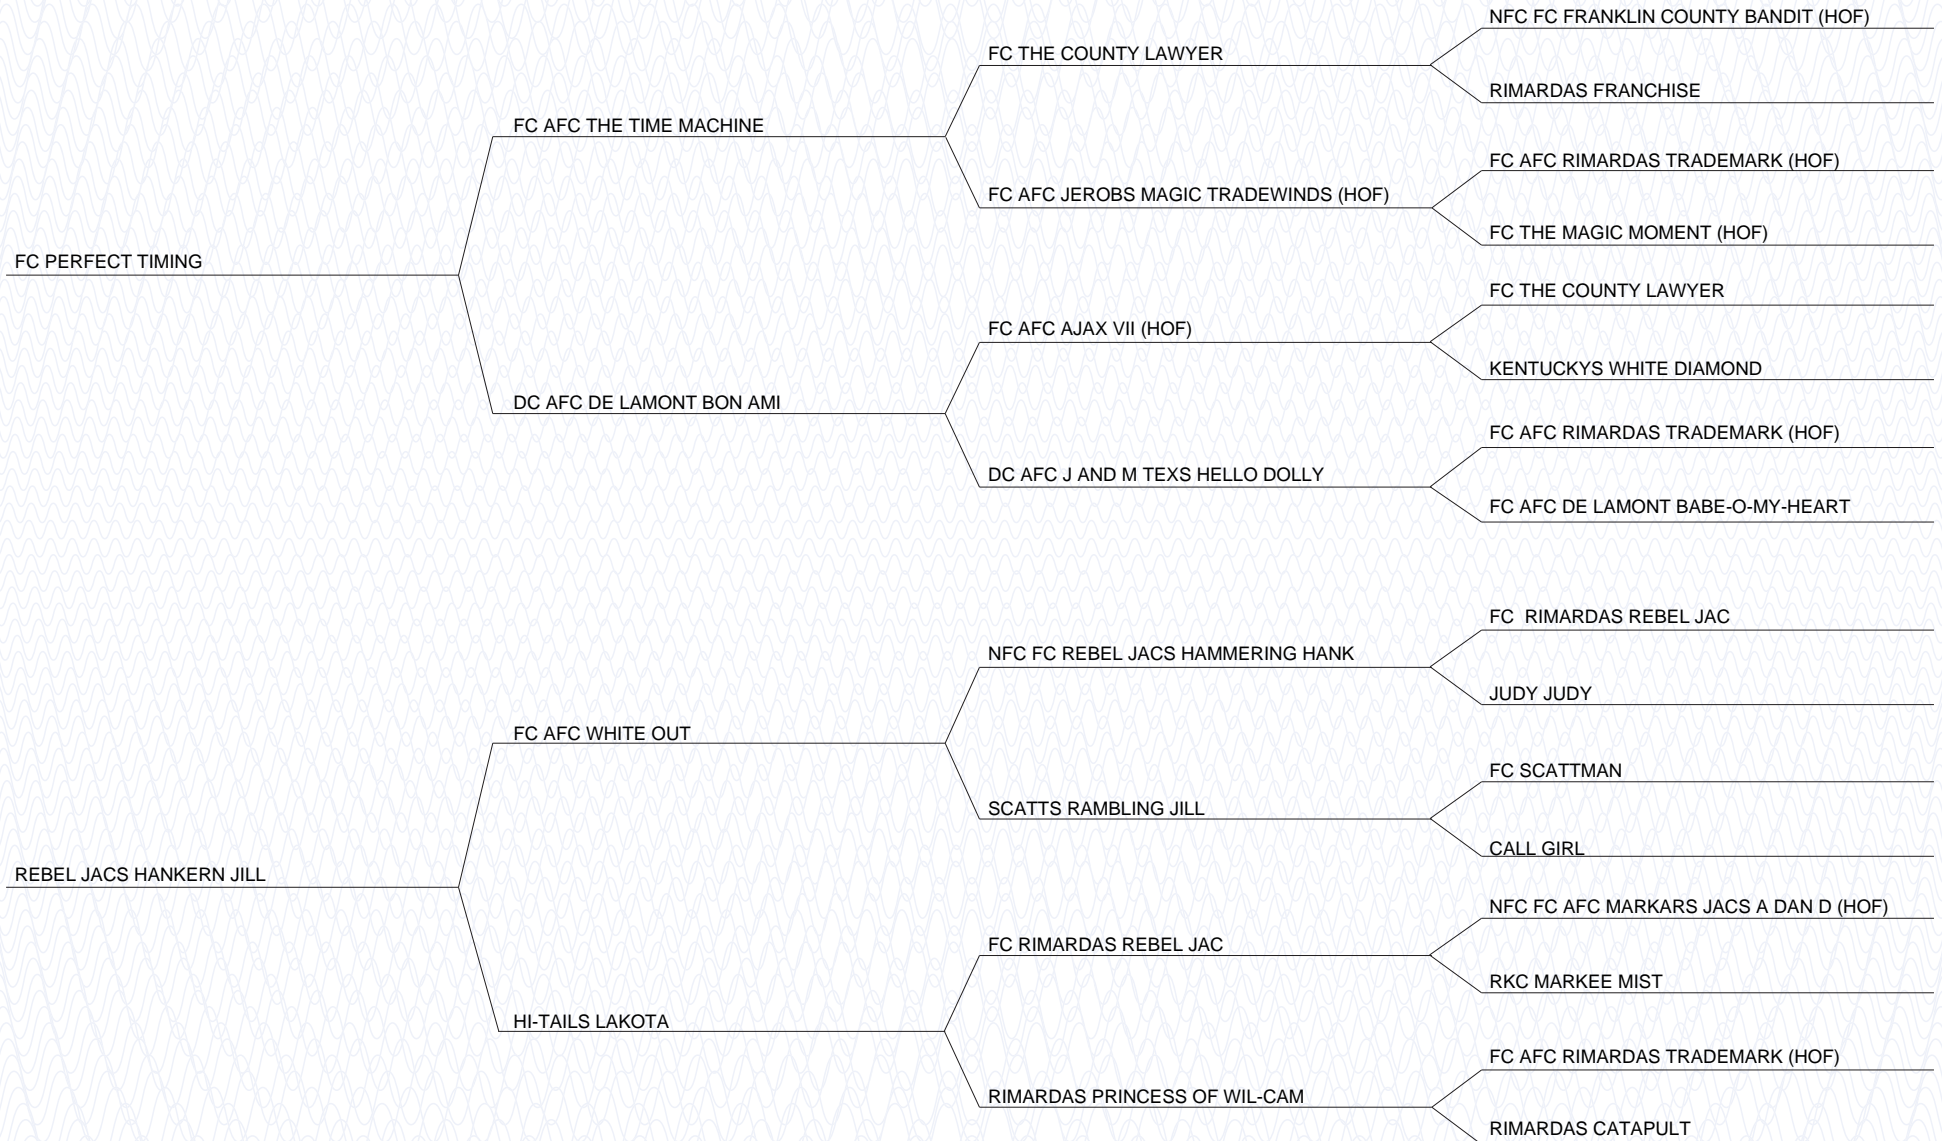 NFC FC FRANKLIN COUNTY BANDIT (HOF)
FC THE COUNTY LAWYER
RIMARDAS FRANCHISE
FC AFC THE TIME MACHINE
FC AFC RIMARDAS TRADEMARK (HOF)
FC AFC JEROBS MAGIC TRADEWINDS (HOF)
FC THE MAGIC MOMENT (HOF)
FC PERFECT TIMING
FC THE COUNTY LAWYER
FC AFC AJAX VII (HOF)
KENTUCKYS WHITE DIAMOND
DC AFC DE LAMONT BON AMI
FC AFC RIMARDAS TRADEMARK (HOF)
DC AFC J AND M TEXS HELLO DOLLY
FC AFC DE LAMONT BABE-O-MY-HEART
FC  RIMARDAS REBEL JAC
NFC FC REBEL JACS HAMMERING HANK
JUDY JUDY
FC AFC WHITE OUT
FC SCATTMAN
SCATTS RAMBLING JILL
CALL GIRL
REBEL JACS HANKERN JILL
NFC FC AFC MARKARS JACS A DAN D (HOF)
FC RIMARDAS REBEL JAC
RKC MARKEE MIST
HI-TAILS LAKOTA
FC AFC RIMARDAS TRADEMARK (HOF)
RIMARDAS PRINCESS OF WIL-CAM
RIMARDAS CATAPULT